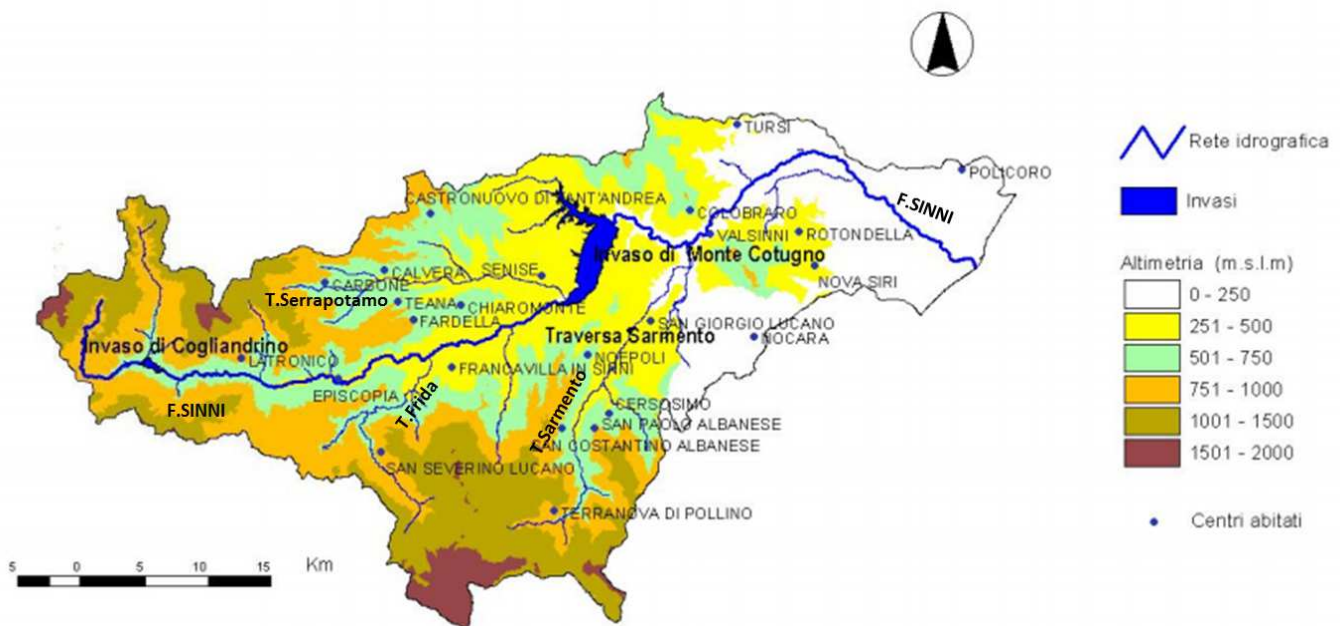 TURSI
POLICORO
CASTRONUOVO DI SANT'ANDREA
F.SINNI
COLOBRARO
VALSINNI
ROTONDELLA
Invaso di Monte Cotugno
CALVERA
SENISE
CARBONE
NOVA SIRI
T.Serrapotamo
TEANA
CHIAROMONTE
FARDELLA
SAN GIORGIO LUCANO
Traversa Sarmento
NOCARA
Invaso di Cogliandrino
LATRONICO
NOEPOLI
FRANCAVILLA IN SINNI
EPISCOPIA
T.Frida
F.SINNI
T.Sarmento
CERSOSIMO
SAN PAOLO ALBANESE
SAN COSTANTINO ALBANESE
SAN SEVERINO LUCANO
TERRANOVA DI POLLINO
5 0 5 10 15 Km
Rete idrografica
Invasi
Altimetria (m.s.l.m)
0 - 250
251 - 500
501 - 750
751 - 1000
1001 - 1500
1501 - 2000
Centri abitati